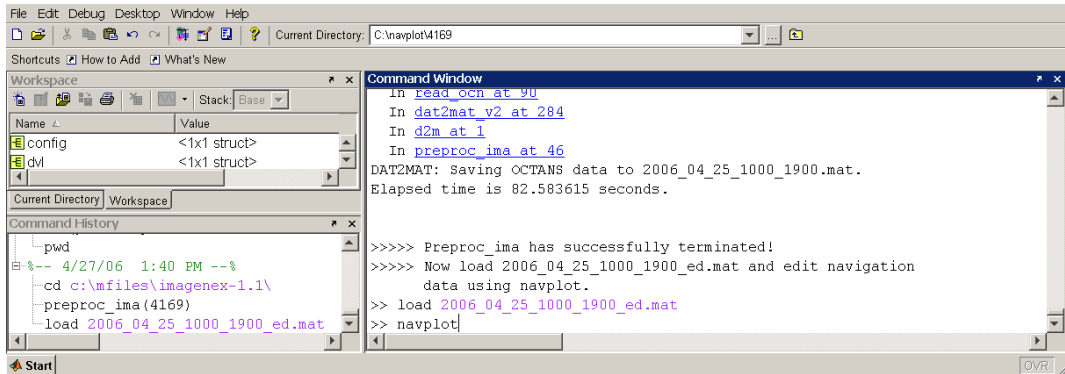 File Edit Debug Desktop Window Help
Current Directory: C:\navplot\4169
Shortcuts How to Add What's New
Workspace
Stack: Base
Name Value
config <1x1 struct>
dvl <1x1 struct>
Current Directory Workspace
Command History
pwd
%-- 4/27/06 1:40 PM --%
cd c:\mfiles\imagenex-1.1\
preproc_ima(4169)
load 2006_04_25_1000_1900_ed.mat
Command Window
In read_ocn at 90
In dat2mat_v2 at 284
In d2m at 1
In preproc_ima at 46
DAT2MAT: Saving OCTANS data to 2006_04_25_1000_1900.mat.
Elapsed time is 82.583615 seconds.
>>>>> Preproc_ima has successfully terminated!
>>>>> Now load 2006_04_25_1000_1900_ed.mat and edit navigation
data using navplot.
>> load 2006_04_25_1000_1900_ed.mat
>> navplot
Start
OVR